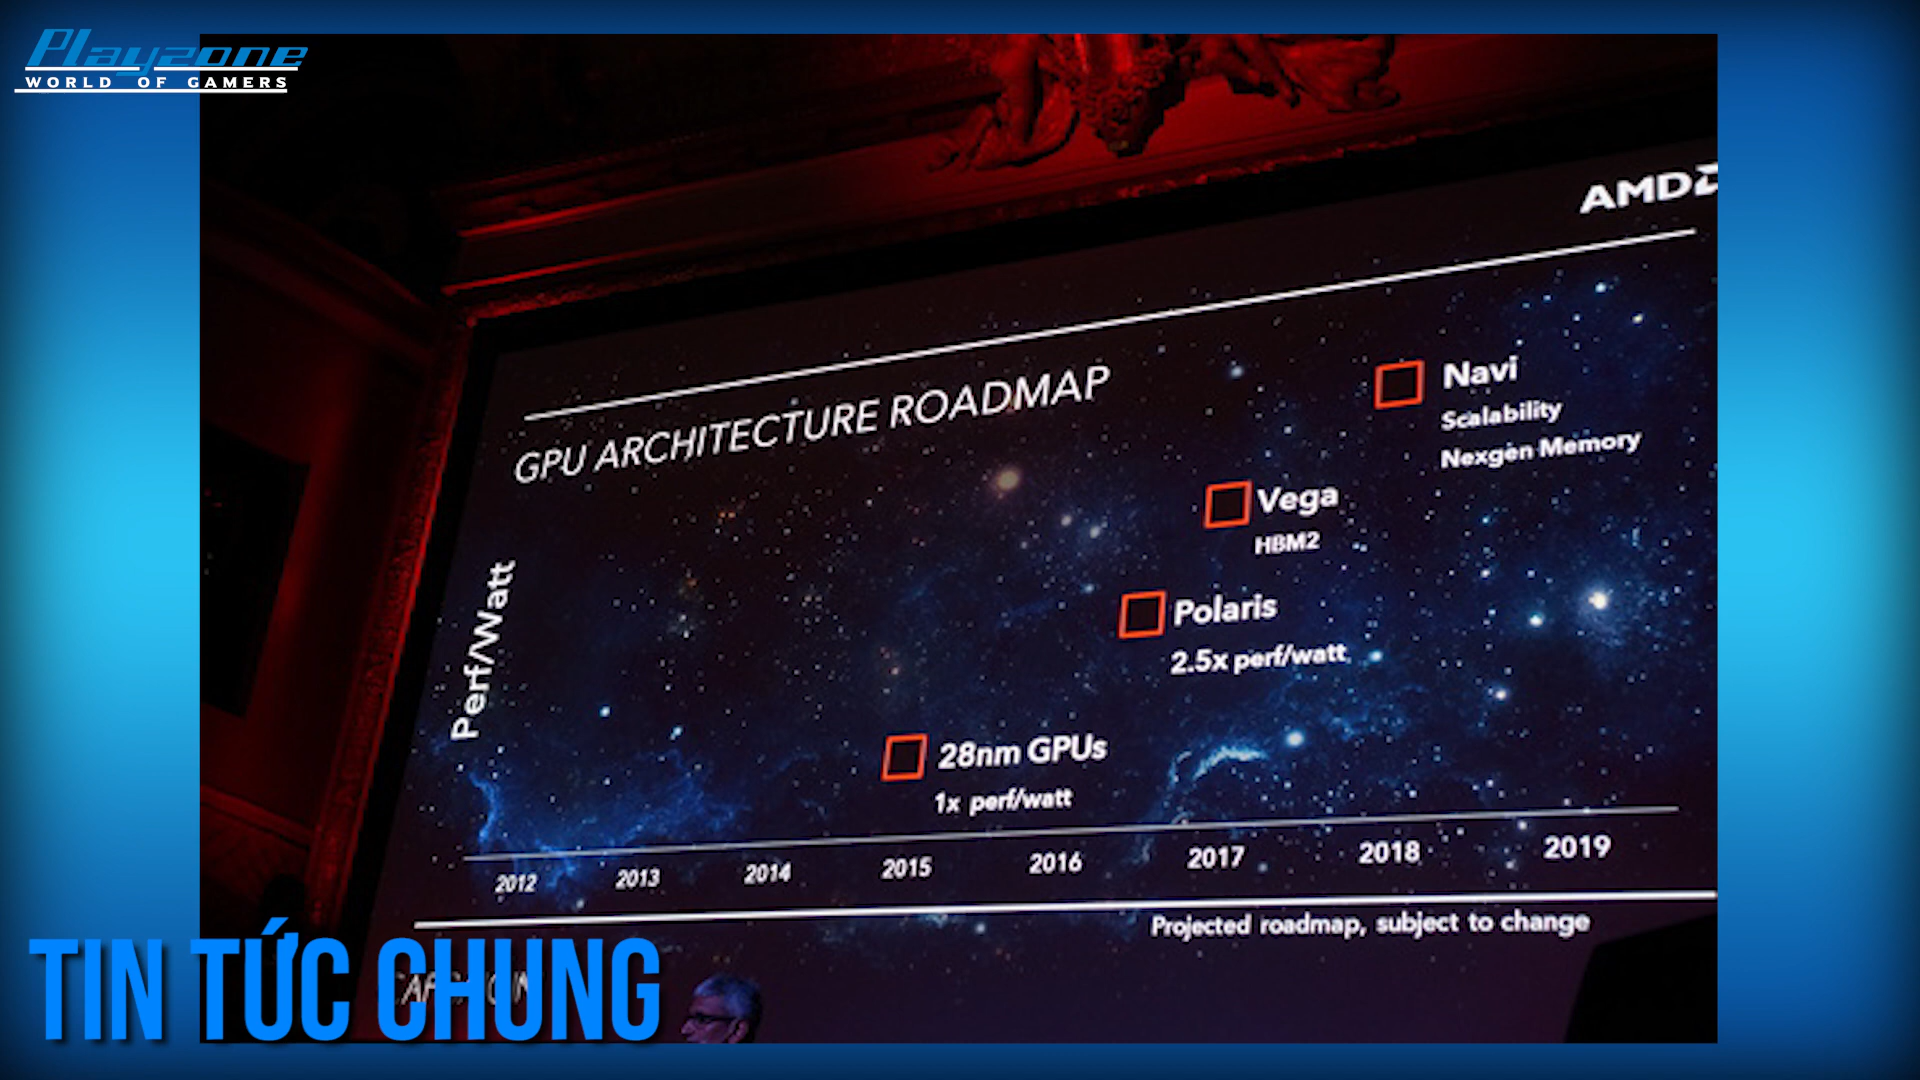 Playzone
WORLD OF GAMERS
AMD
GPU ARCHITECTURE ROADMAP
Navi
Scalability
Nexgen Memory
Vega
HBM2
Polaris
2.5x perf/watt
Perf/Watt
28nm GPUs
1x perf/watt
2012 2013 2014 2015 2016 2017 2018 2019
Projected roadmap, subject to change
TIN TỨC CHUNG